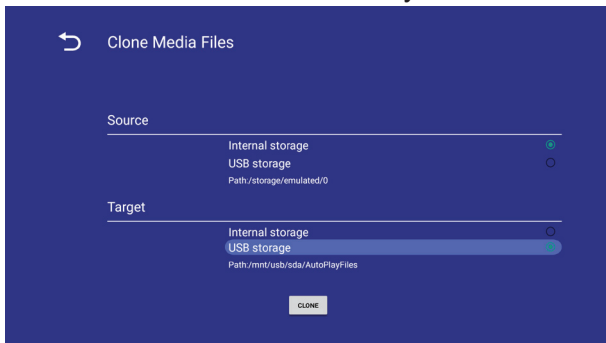 Clone Media Files
Source
Internal storage
USB storage
Path:/storage/emulated/0
Target
Internal storage
USB storage
Path:/mnt/usb/sda/AutoPlayFiles
CLONE